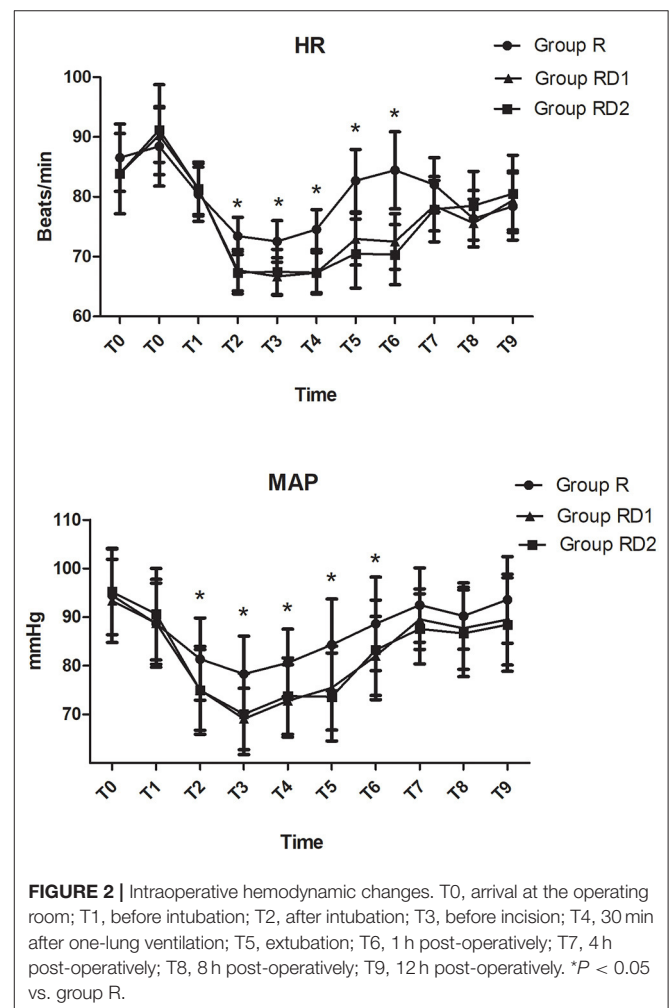 HR
Group R
Group RD1
Group RD2
100
90
80
70
60
Beats/min
* * * * *
T0 T0 T1 T2 T3 T4 T5 T6 T7 T8 T9
Time
MAP
Group R
Group RD1
Group RD2
110
100
90
80
70
mmHg
* * * * *
T0 T1 T2 T3 T4 T5 T6 T7 T8 T9
Time
FIGURE 2 | Intraoperative hemodynamic changes. T0, arrival at the operating
room; T1, before intubation; T2, after intubation; T3, before incision; T4, 30 min
after one-lung ventilation; T5, extubation; T6, 1 h post-operatively; T7, 4 h
post-operatively; T8, 8 h post-operatively; T9, 12 h post-operatively. *P < 0.05
vs. group R.